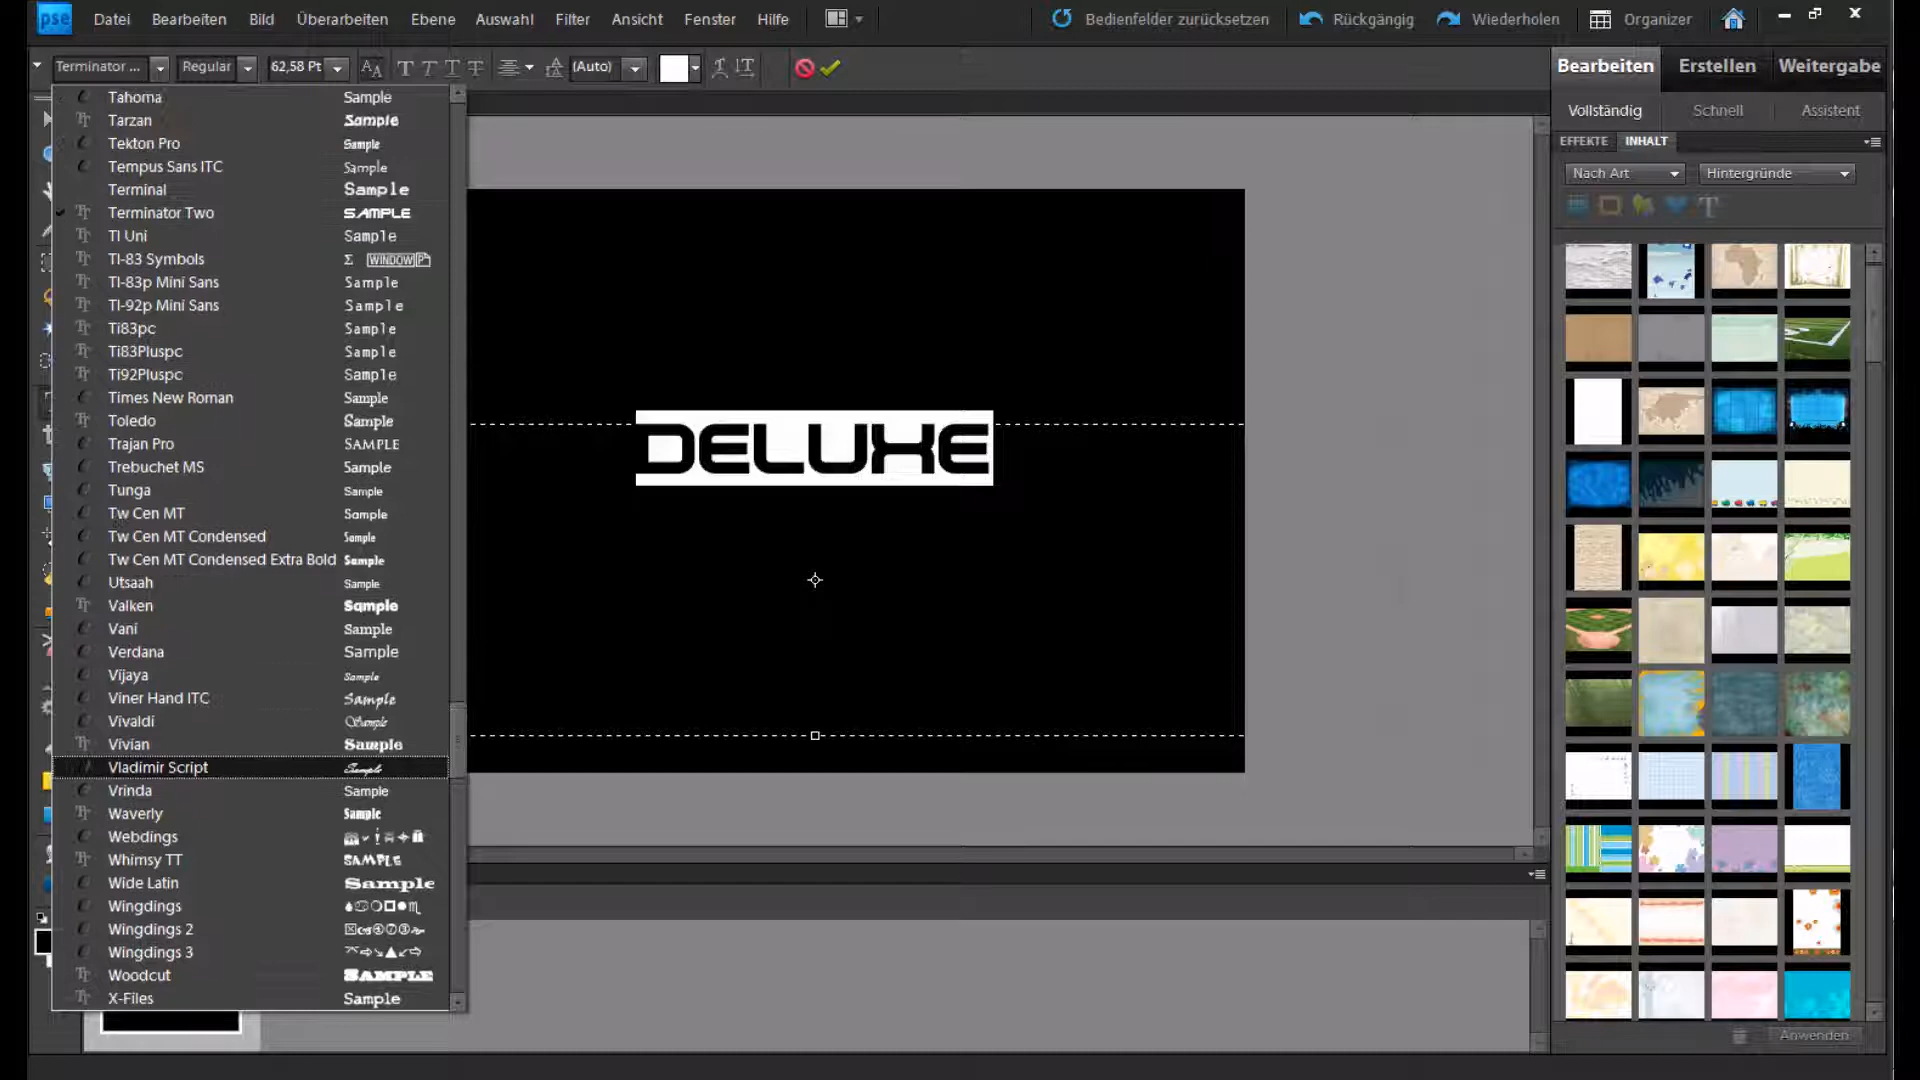 pse Datei Bearbeiten Bild Überarbeiten Ebene Auswahl Filter Ansicht Fenster Hilfe Bedienfelder zurücksetzen Rückgängig Wiederholen Organizer
Terminator ... Regular 62,58 Pt (Auto)
Bearbeiten Erstellen Weitergabe
Vollständig Schnell Assistent
EFFEKTE INHALT
Nach Art Hintergründe
Tahoma Sample
Tarzan Sample
Tekton Pro Sample
Tempus Sans ITC Sample
Terminal Sample
Terminator Two SAMPLE
TI Uni Sample
TI-83 Symbols Σ WINDOW
TI-83p Mini Sans Sample
TI-92p Mini Sans Sample
Ti83pc Sample
Ti83Pluspc Sample
Ti92Pluspc Sample
Times New Roman Sample
Toledo Sample
Trajan Pro SAMPLE
Trebuchet MS Sample
Tunga Sample
Tw Cen MT Sample
Tw Cen MT Condensed Sample
Tw Cen MT Condensed Extra Bold Sample
Utsaah Sample
Valken Sample
Vani Sample
Verdana Sample
Vijaya Sample
Viner Hand ITC Sample
Vivaldi Sample
Vivian Sample
Vladimir Script Sample
Vrinda Sample
Waverly Sample
Webdings
Whimsy TT SAMPLE
Wide Latin Sample
Wingdings
Wingdings 2
Wingdings 3
Woodcut SAMPLE
X-Files Sample
DELUXE
Anwenden